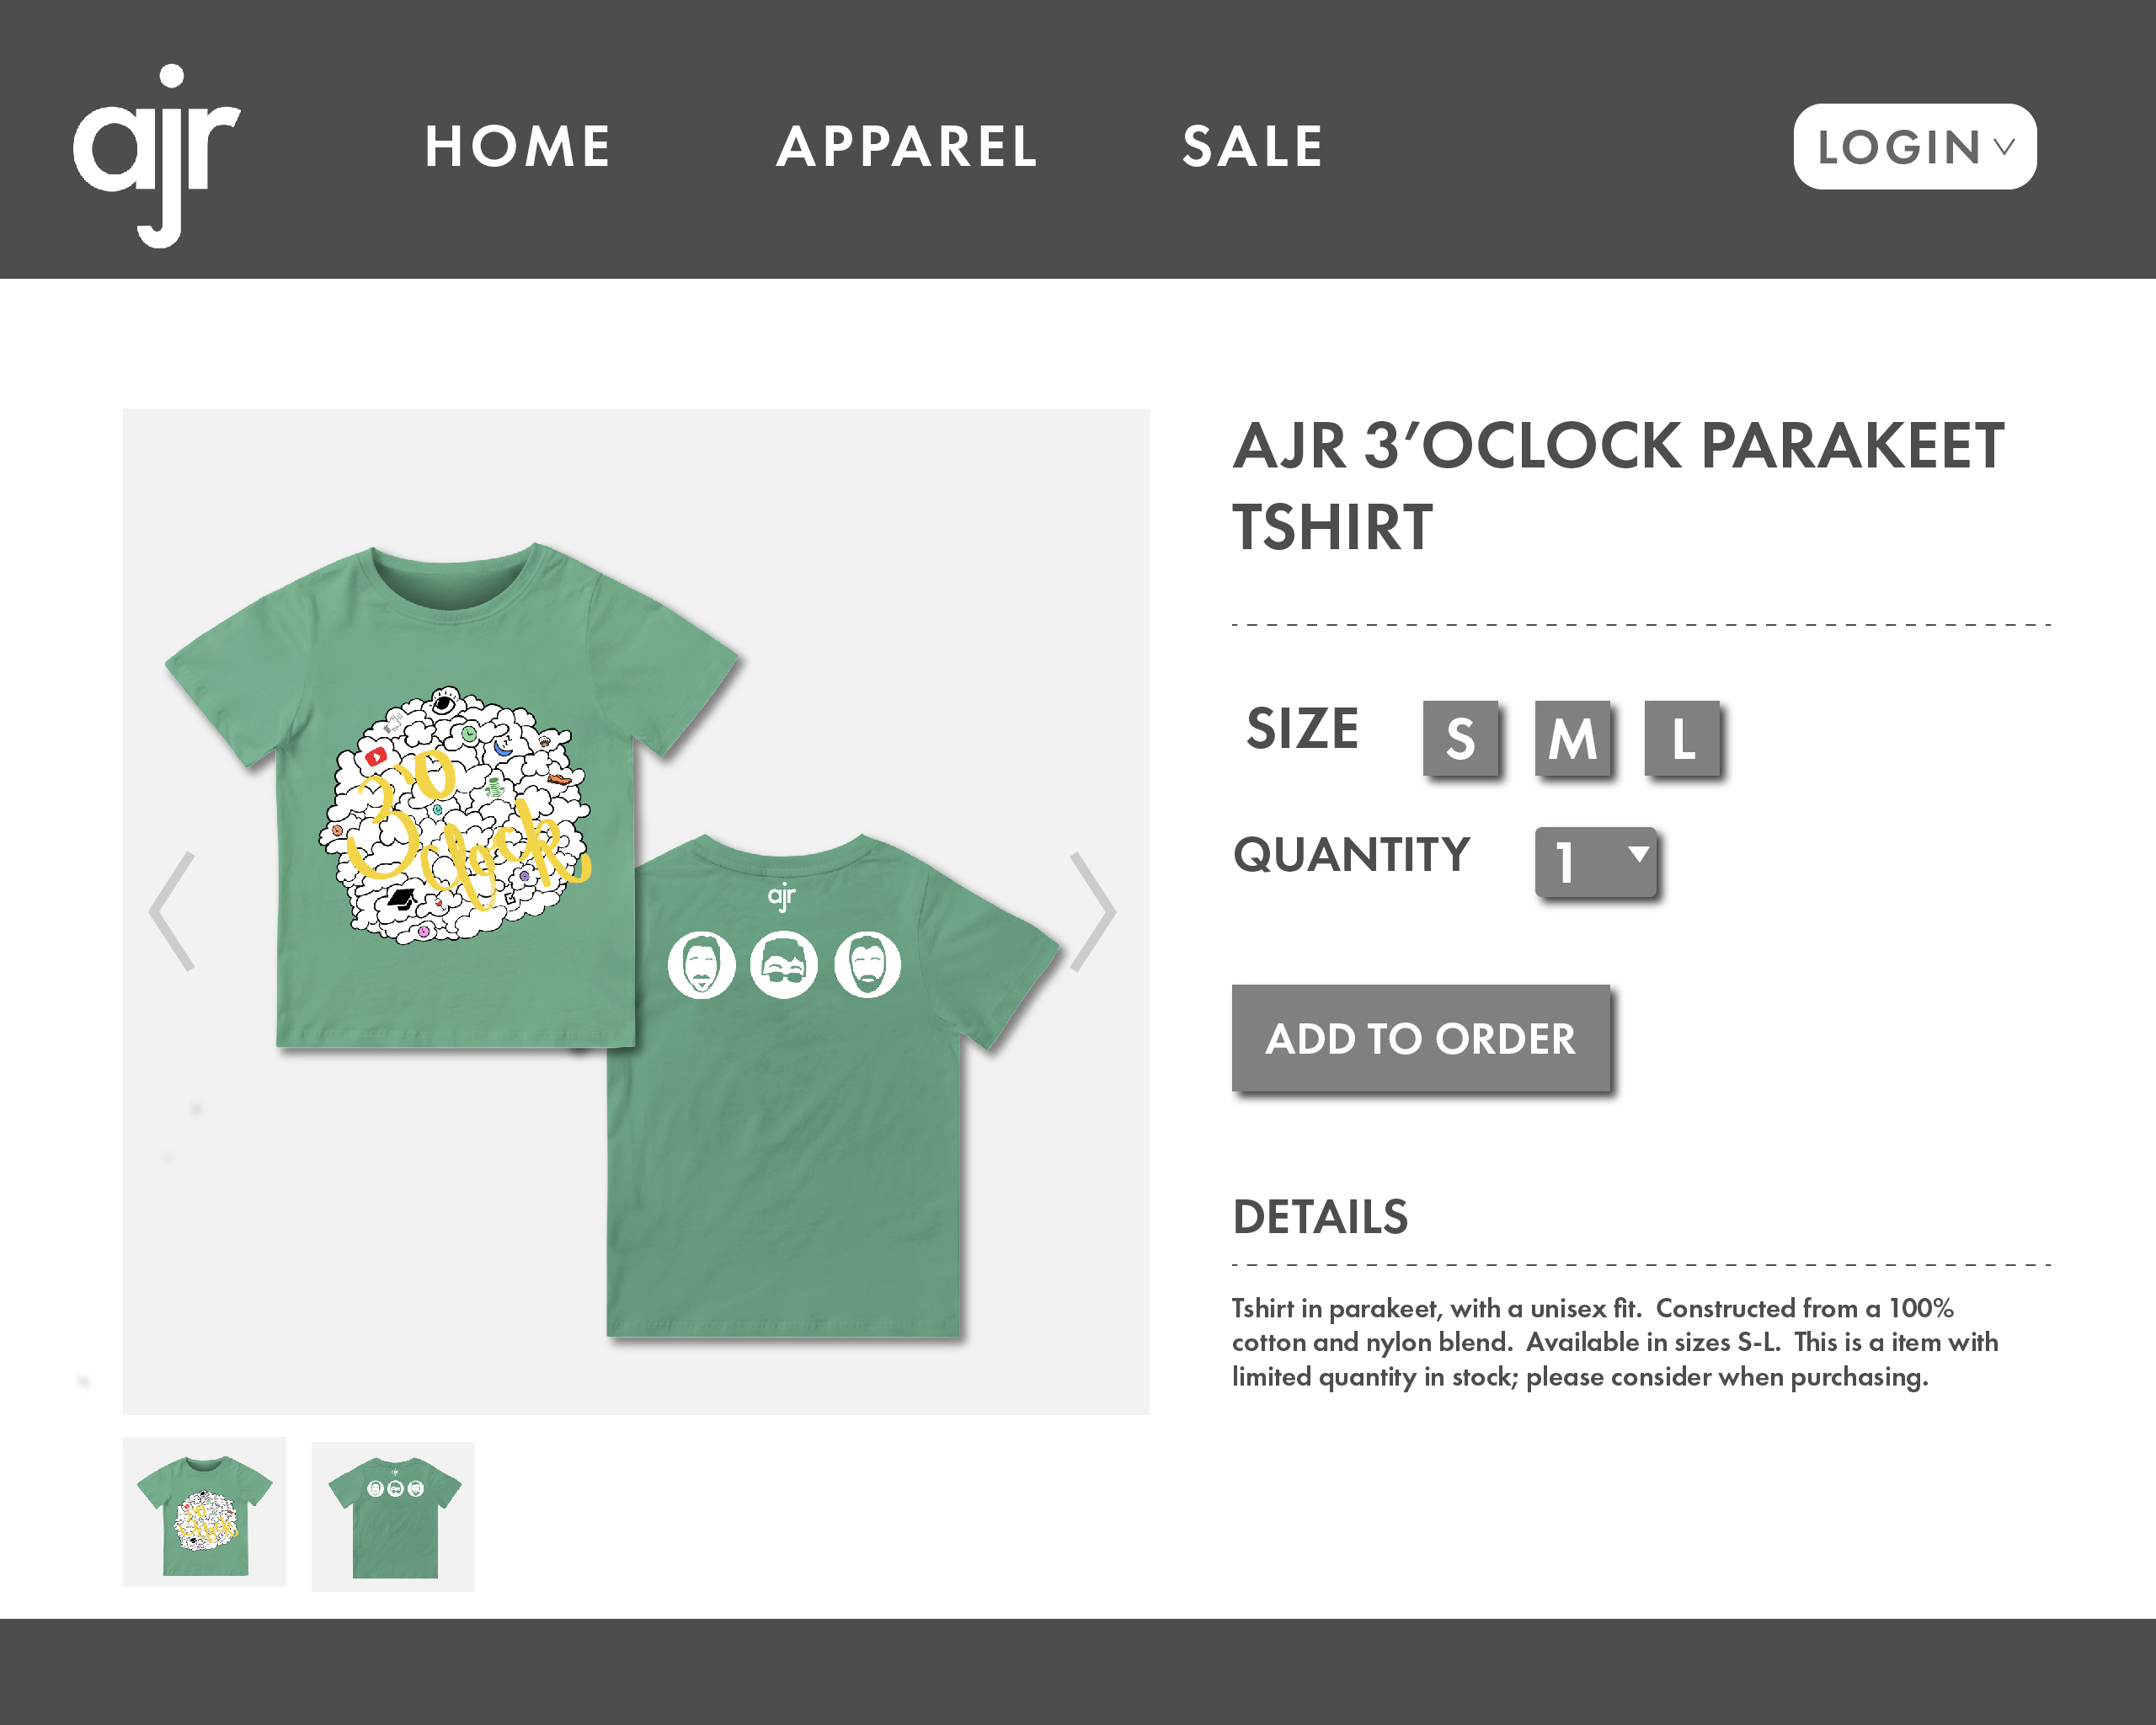 ajr
HOME APPAREL SALE LOGIN
AJR 3’OCLOCK PARAKEET
TSHIRT
3'o
clock
ajr
SIZE S M L
QUANTITY 1
ADD TO ORDER
DETAILS
Tshirt in parakeet, with a unisex fit.  Constructed from a 100%
cotton and nylon blend.  Available in sizes S-L.  This is a item with
limited quantity in stock; please consider when purchasing.